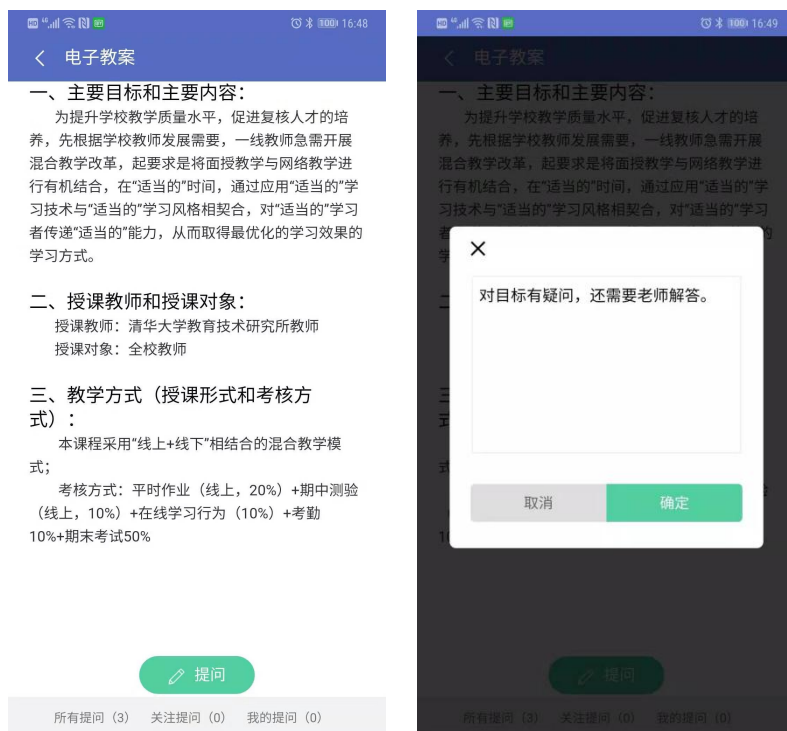 HD 4G 100 16:48
电子教案
一、主要目标和主要内容：
为提升学校教学质量水平，促进复核人才的培
养，先根据学校教师发展需要，一线教师急需开展
混合教学改革，起要求是将面授教学与网络教学进
行有机结合，在“适当的”时间，通过应用“适当的”学
习技术与“适当的”学习风格相契合，对“适当的”学习
者传递“适当的”能力，从而取得最优化的学习效果的
学习方式。
二、授课教师和授课对象：
授课教师：清华大学教育技术研究所教师
授课对象：全校教师
三、教学方式（授课形式和考核方
式）：
本课程采用“线上+线下”相结合的混合教学模
式；
考核方式：平时作业（线上，20%）+期中测验
（线上，10%）+在线学习行为（10%）+考勤
10%+期末考试50%
提问
所有提问（3） 关注提问（0） 我的提问（0）
HD 4G 100 16:49
电子教案
一、主要目标和主要内容：
为提升学校教学质量水平，促进复核人才的培
养，先根据学校教师发展需要，一线教师急需开展
混合教学改革，起要求是将面授教学与网络教学进
行有机结合，在“适当的”时间，通过应用“适当的”学
习技术与“适当的”学习风格相契合，对“适当的”学习
对目标有疑问，还需要老师解答。
取消 确定
提问
所有提问（3） 关注提问（0） 我的提问（0）